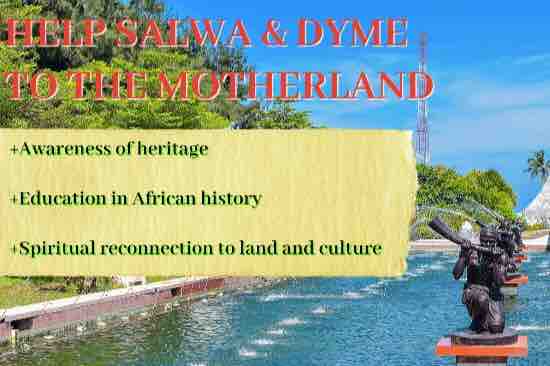 HELP SALWA & DYME
TO THE MOTHERLAND
+Awareness of heritage
+Education in African history
+Spiritual reconnection to land and culture